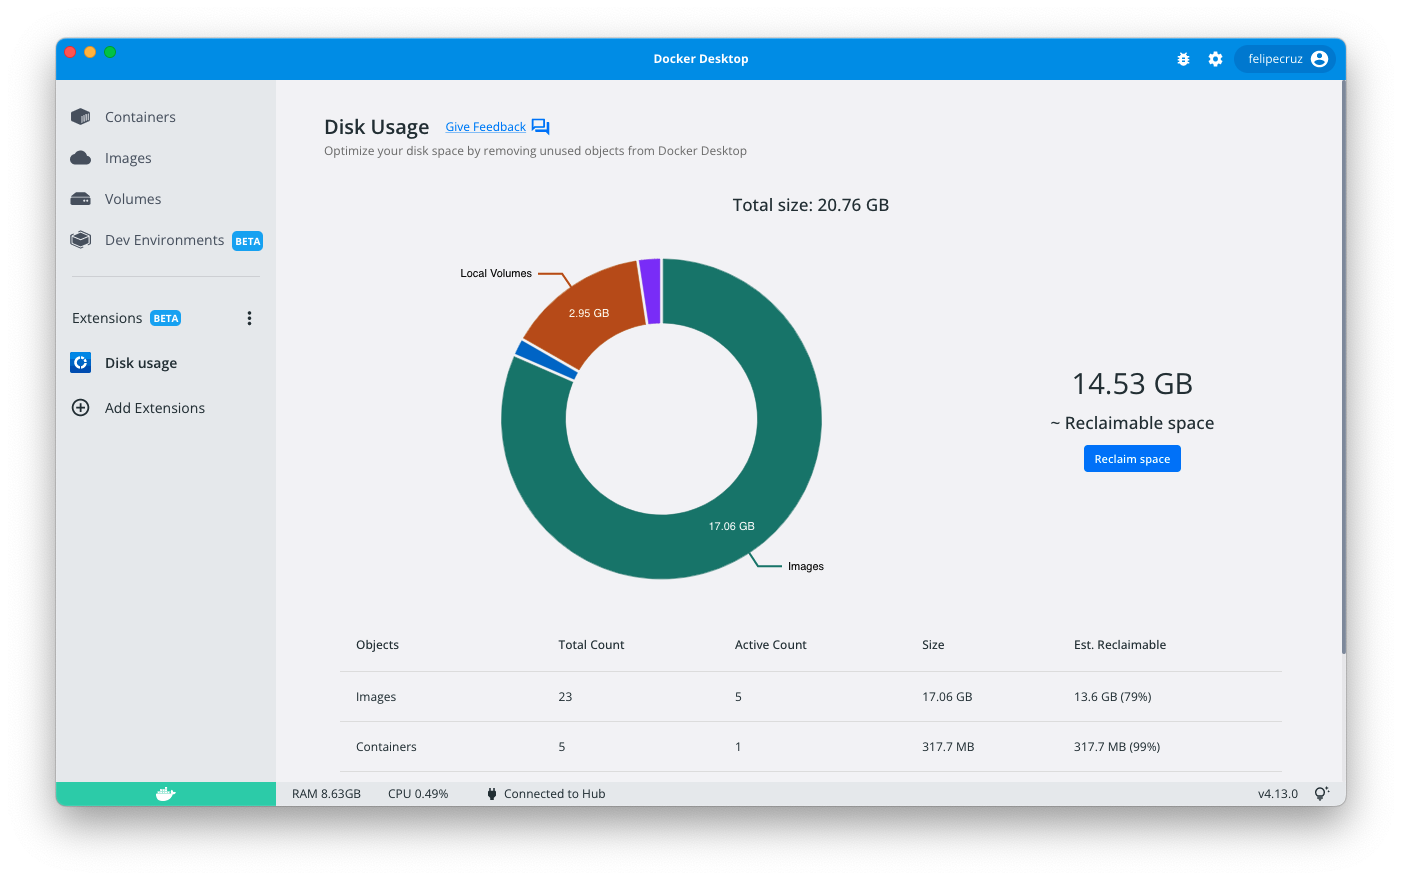 Docker Desktop
felipecruz
Containers
Images
Volumes
Dev Environments BETA
Extensions BETA
Disk usage
Add Extensions
Disk Usage Give Feedback
Optimize your disk space by removing unused objects from Docker Desktop
Total size: 20.76 GB
Local Volumes
2.95 GB
17.06 GB
Images
14.53 GB
~ Reclaimable space
Reclaim space
Objects Total Count Active Count Size Est. Reclaimable
Images 23 5 17.06 GB 13.6 GB (79%)
Containers 5 1 317.7 MB 317.7 MB (99%)
RAM 8.63GB CPU 0.49% Connected to Hub v4.13.0